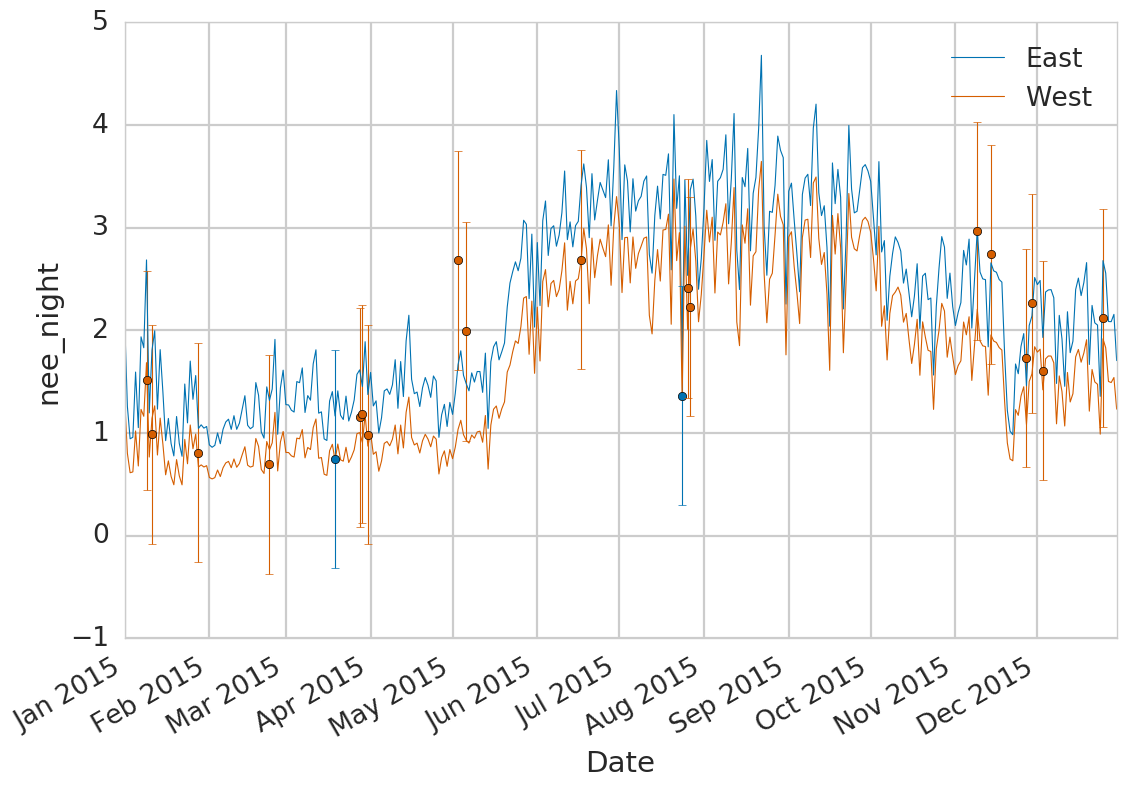 5
4
3
2
1
0
−1
nee_night
East
West
Jan 2015
Feb 2015
Mar 2015
Apr 2015
May 2015
Jun 2015
Jul 2015
Aug 2015
Sep 2015
Oct 2015
Nov 2015
Dec 2015
Date